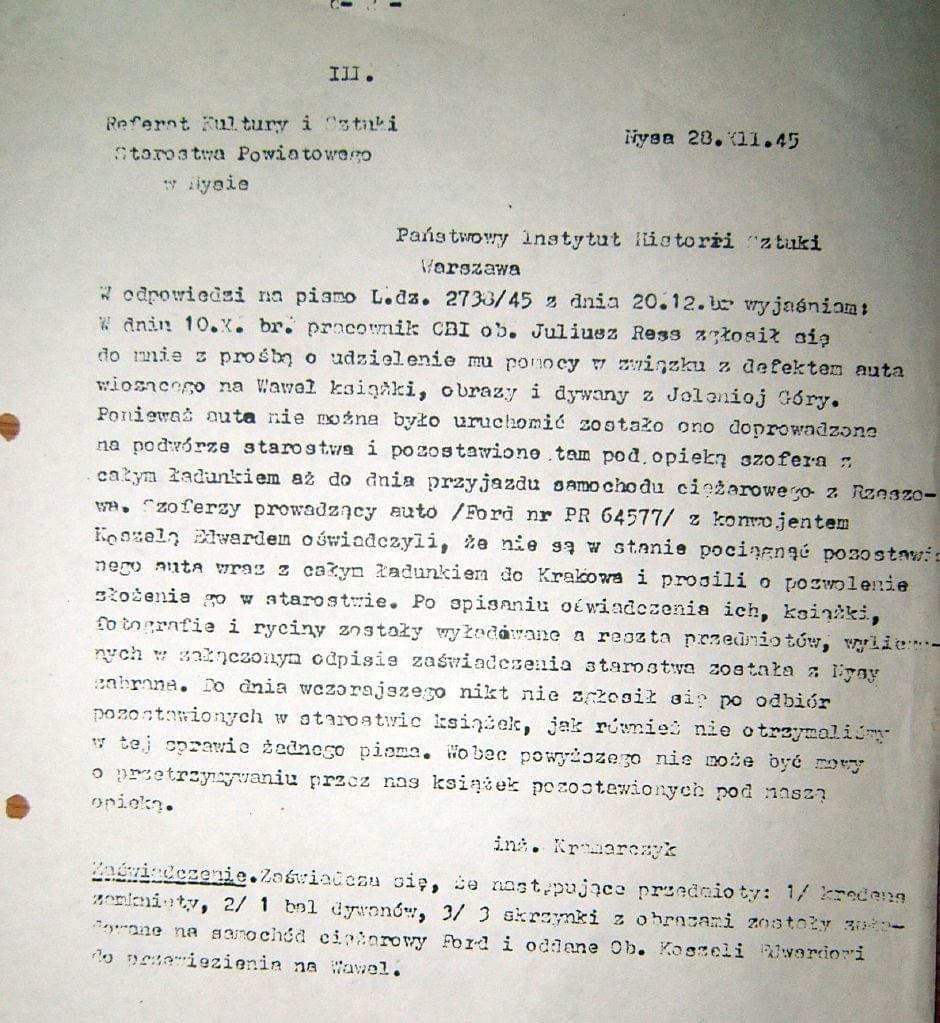 III.
Referat Kultury i Sztuki
Starostwa Powiatowego
w Nysie
Nysa 28.XII.45
Państwowy Instytut Historii Sztuki
Warszawa
W odpowiedzi na pismo L.dz. 2738/45 z dnia 20.12.br wyjaśniam:
W dniu 10.X. br. pracownik CBI ob. Juliusz Ress zgłosił się
do mnie z prośbą o udzielenie mu pomocy w związku z defektem auta
wiozącego na Wawel książki, obrazy i dywany z Jeleniej Góry.
Ponieważ auta nie można było uruchomić zostało ono doprowadzone
na podwórze starostwa i pozostawione tam pod opieką szofera z
całym ładunkiem aż do dnia przyjazdu samochodu ciężarowego z Rzeszo-
wa. Szoferzy prowadzący auto /Ford nr PR 64577/ z konwojentem
Koszelą Edwardem oświadczyli, że nie są w stanie pociągnąć pozostawio
nego auta wraz z całym ładunkiem do Krakowa i prosili o pozwolenie
złożenia go w starostwie. Po spisaniu oświadczenia ich, książki,
fotografie i ryciny zostały wyładowane a reszta przedmiotów, wyliczo-
nych w załączonym odpisie zaświadczenia starostwa została z Nysy
zabrana. Do dnia wczorajszego nikt nie zgłosił się po odbiór
pozostawionych w starostwie książek, jak również nie otrzymaliśmy
w tej sprawie żadnego pisma. Wobec powyższego nie może być mowy
o przetrzymywaniu przez nas książek pozostawionych pod naszą
opieką.
inż. Kramarczyk
Zaświadczenie.Zaświadcza się, że następujące przedmioty: 1/ kredens
zamknięty, 2/ 1 bal dywanów, 3/ 3 skrzynki z obrazami zostały zała-
dowane na samochód ciężarowy Ford i oddane Ob. Koszeli Edwardowi
do przewiezienia na Wawel.